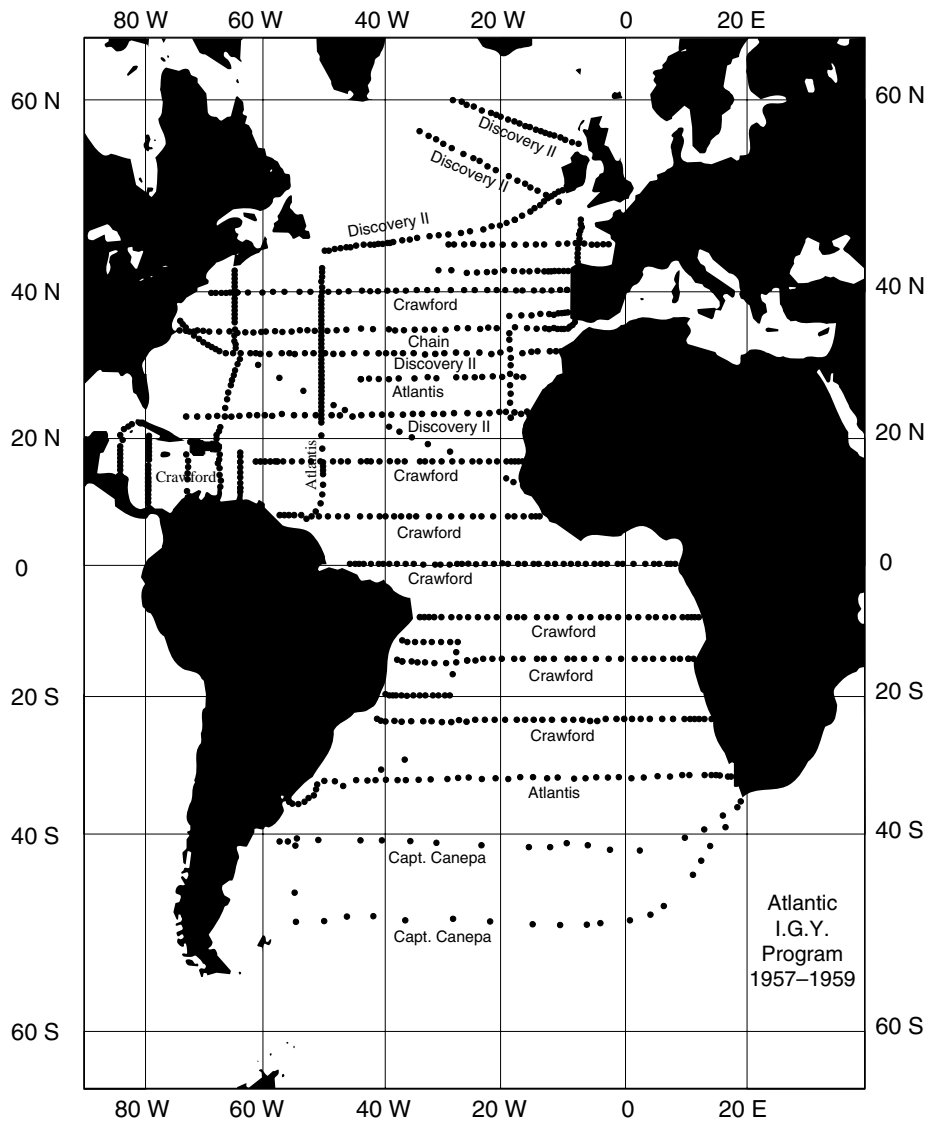 80 W 60 W 40 W 20 W 0 20 E
60 N 60 N
Discovery II
Discovery II
Discovery II
40 N 40 N
Crawford
Chain
Discovery II
Atlantis
Discovery II
20 N 20 N
Atlantis
Crawford
Crawford
Crawford
0 0
Crawford
Crawford
Crawford
20 S 20 S
Crawford
Atlantis
40 S 40 S
Capt. Canepa
Capt. Canepa
Atlantic
I.G.Y.
Program
1957–1959
60 S 60 S
80 W 60 W 40 W 20 W 0 20 E